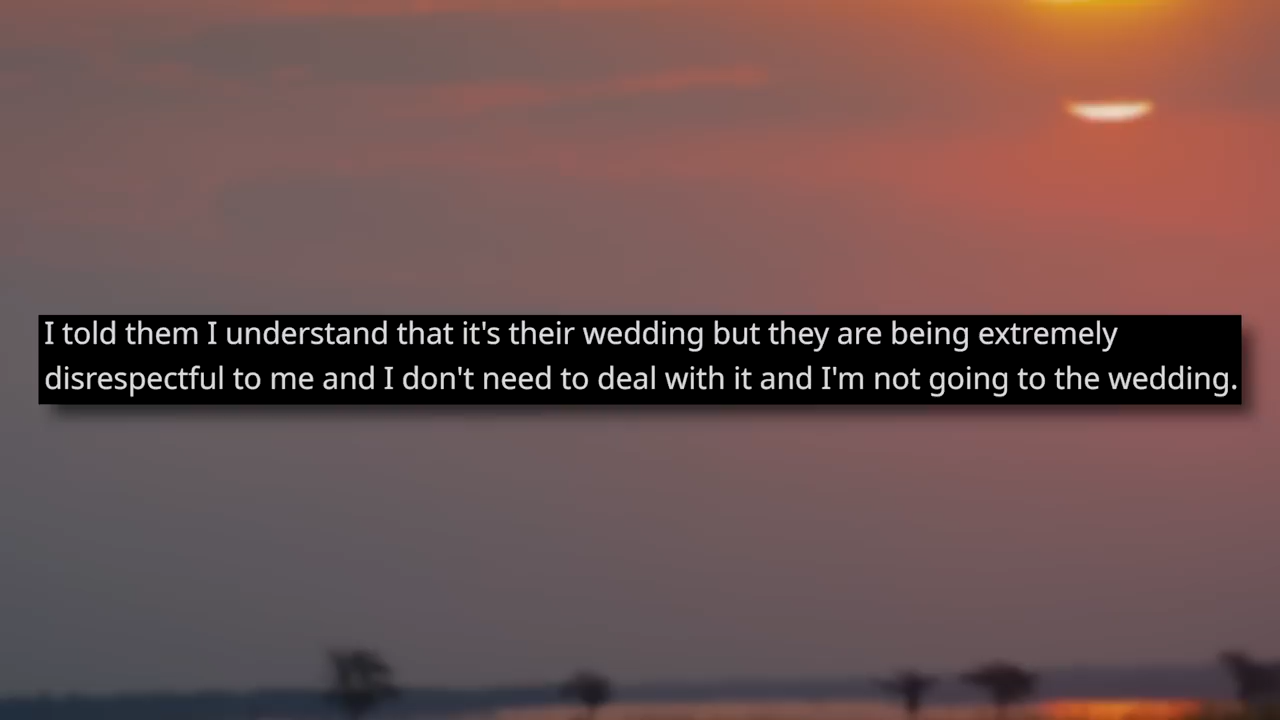 I told them I understand that it's their wedding but they are being extremely
disrespectful to me and I don't need to deal with it and I'm not going to the wedding.